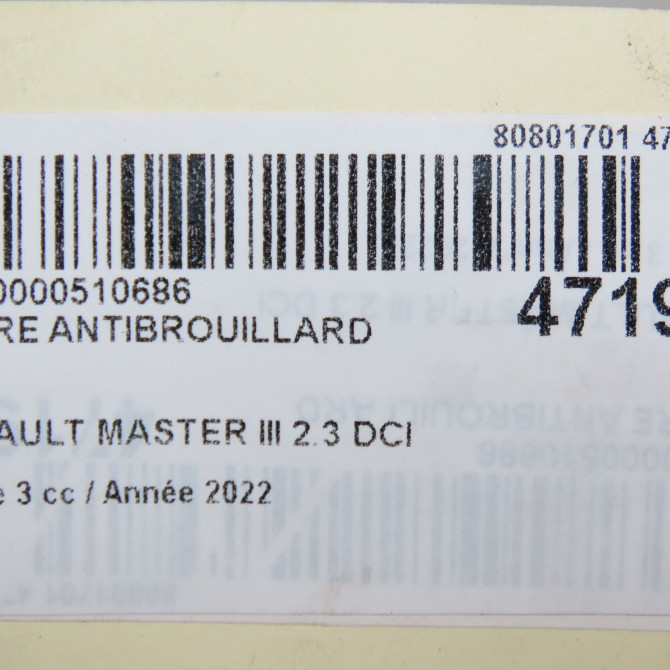 80801701 47
0000510686
4719
RE ANTIBROUILLARD
AULT MASTER III 2.3 DCI
e 3 cc / Année 2022